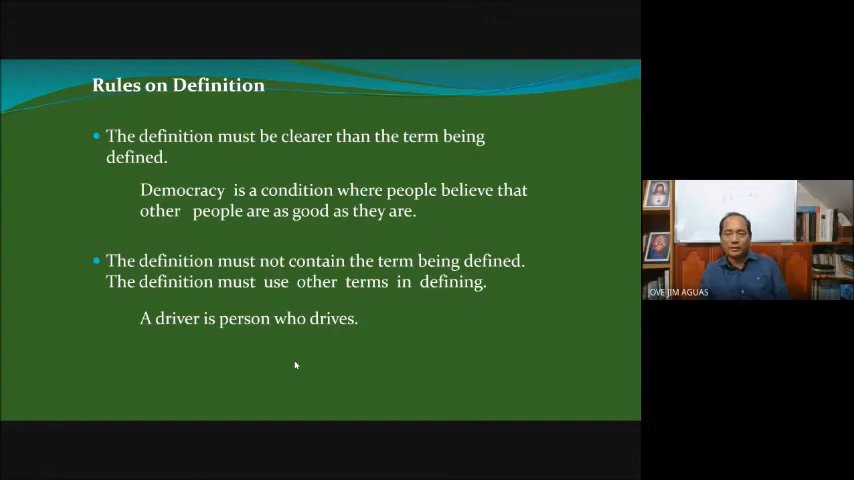 Rules on Definition
• The definition must be clearer than the term being
defined.
Democracy is a condition where people believe that
other people are as good as they are.
• The definition must not contain the term being defined.
The definition must use other terms in defining.
A driver is person who drives.
OVE JIM AGUAS